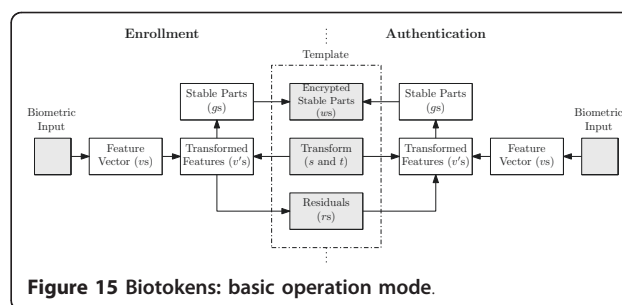 Enrollment
Authentication
Template
Stable Parts
(gs)
Encrypted
Stable Parts
(ws)
Stable Parts
(gs)
Biometric
Input
Biometric
Input
Feature
Vector (vs)
Transformed
Features (v's)
Transform
(s and t)
Transformed
Features (v's)
Feature
Vector (vs)
Residuals
(rs)
Figure 15 Biotokens: basic operation mode.